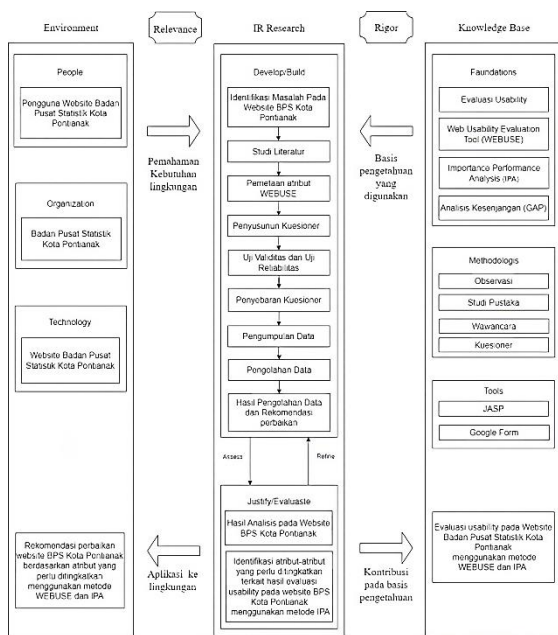 Environment
Relevance
IR Research
Rigor
Knowledge Base
People
Pengguna Website Badan
Pusat Statistik Kota
Pontianak
Organization
Badan Pusat Statistik
Kota Pontianak
Technology
Website Badan Pusat
Statistik Kota Pontianak
Rekomendasi perbaikan
website BPS Kota Pontianak
berdasarkan atribut yang
perlu ditingkatkan
menggunakan metode
WEBUSE dan IPA
Pemahaman
Kebutuhan
lingkungan
Aplikasi ke
lingkungan
Develop/Build
Identifikasi Masalah Pada
Website BPS Kota
Pontianak
Studi Literatur
Pemetaan atribut
WEBUSE
Penyusunun Kuesioner
Uji Validitas dan Uji
Reliabilitas
Penyebaran Kuesioner
Pengumpulan Data
Pengolahan Data
Hasil Pengolahan Data
dan Rekomendasi
perbaikan
Assess
Refine
Justify/Evaluaste
Hasil Analisis pada Website
BPS Kota Pontianak
Identifikasi atribut-atribut
yang perlu ditingkatkan
terkait hasil evaluasi
usability pada website BPS
Kota Pontianak
menggunakan metode IPA
Basis
pengetahuan
yang
digunakan
Kontribusi
pada basis
pengetahuan
Faundations
Evaluasi Usability
Web Usability Evaluation
Tool (WEBUSE)
Importance Performance
Analysis (IPA)
Analisis Kesenjangan (GAP)
Methodologis
Observasi
Studi Pustaka
Wawancara
Kuesioner
Tools
JASP
Google Form
Evaluasi usability pada Website
Badan Pusat Statistik Kota
Pontianak
menggunakan metode
WEBUSE dan IPA